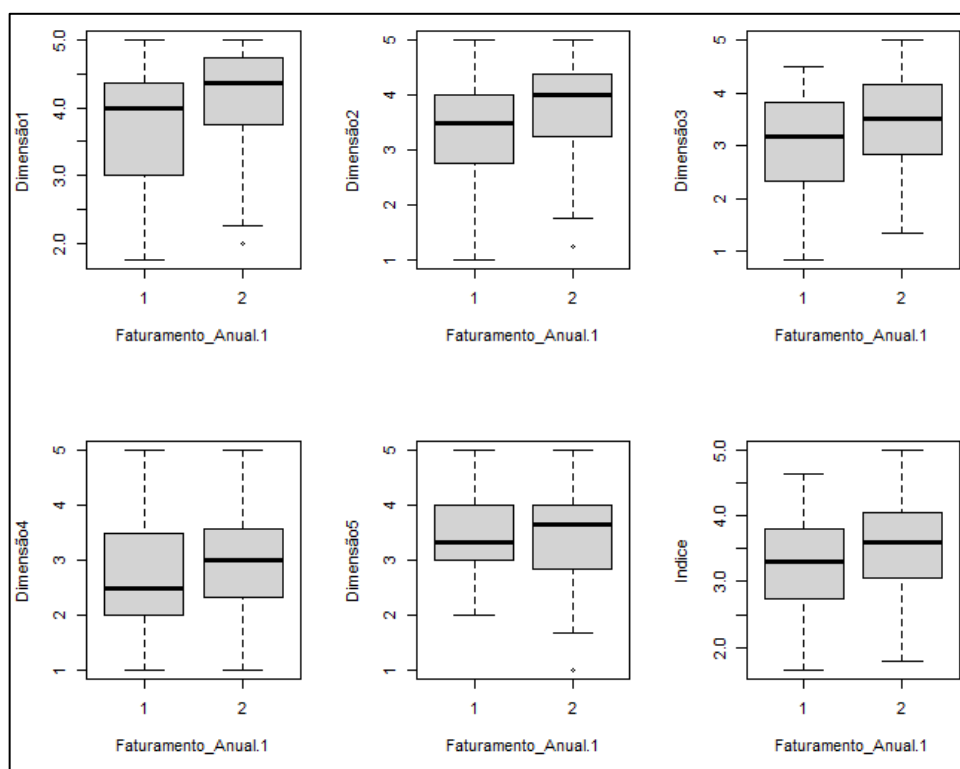 Dimensão1
5.0
4.0
3.0
2.0
1 2
Faturamento_Anual.1
Dimensão2
5
4
3
2
1
1 2
Faturamento_Anual.1
Dimensão3
5
4
3
2
1
1 2
Faturamento_Anual.1
Dimensão4
5
4
3
2
1
1 2
Faturamento_Anual.1
Dimensão5
5
4
3
2
1
1 2
Faturamento_Anual.1
Indice
5.0
4.0
3.0
2.0
1 2
Faturamento_Anual.1